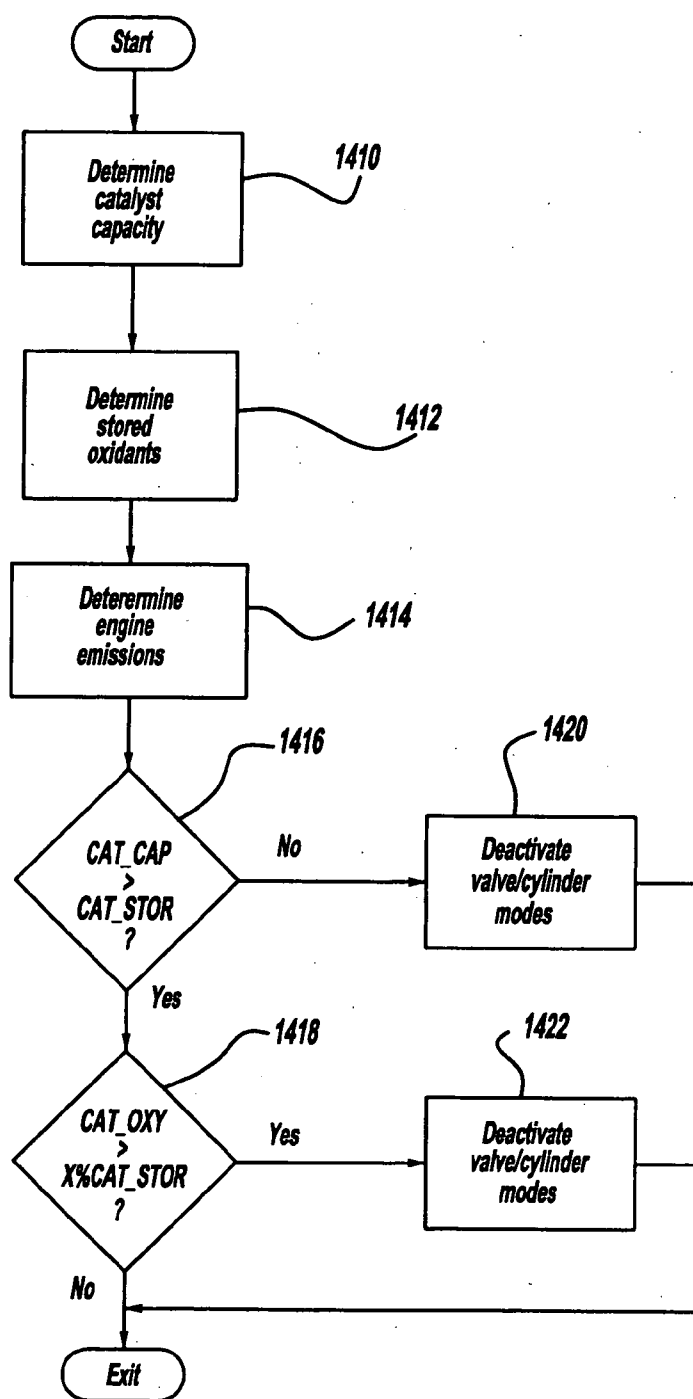 Start
Determine
catalyst
capacity
1410
Determine
stored
oxidants
1412
Deterermine
engine
emissions
1414
1416
CAT_CAP
>
CAT_STOR
?
No
1420
Deactivate
valve/cylinder
modes
Yes
1418
CAT_OXY
>
X%CAT_STOR
?
Yes
1422
Deactivate
valve/cylinder
modes
No
Exit